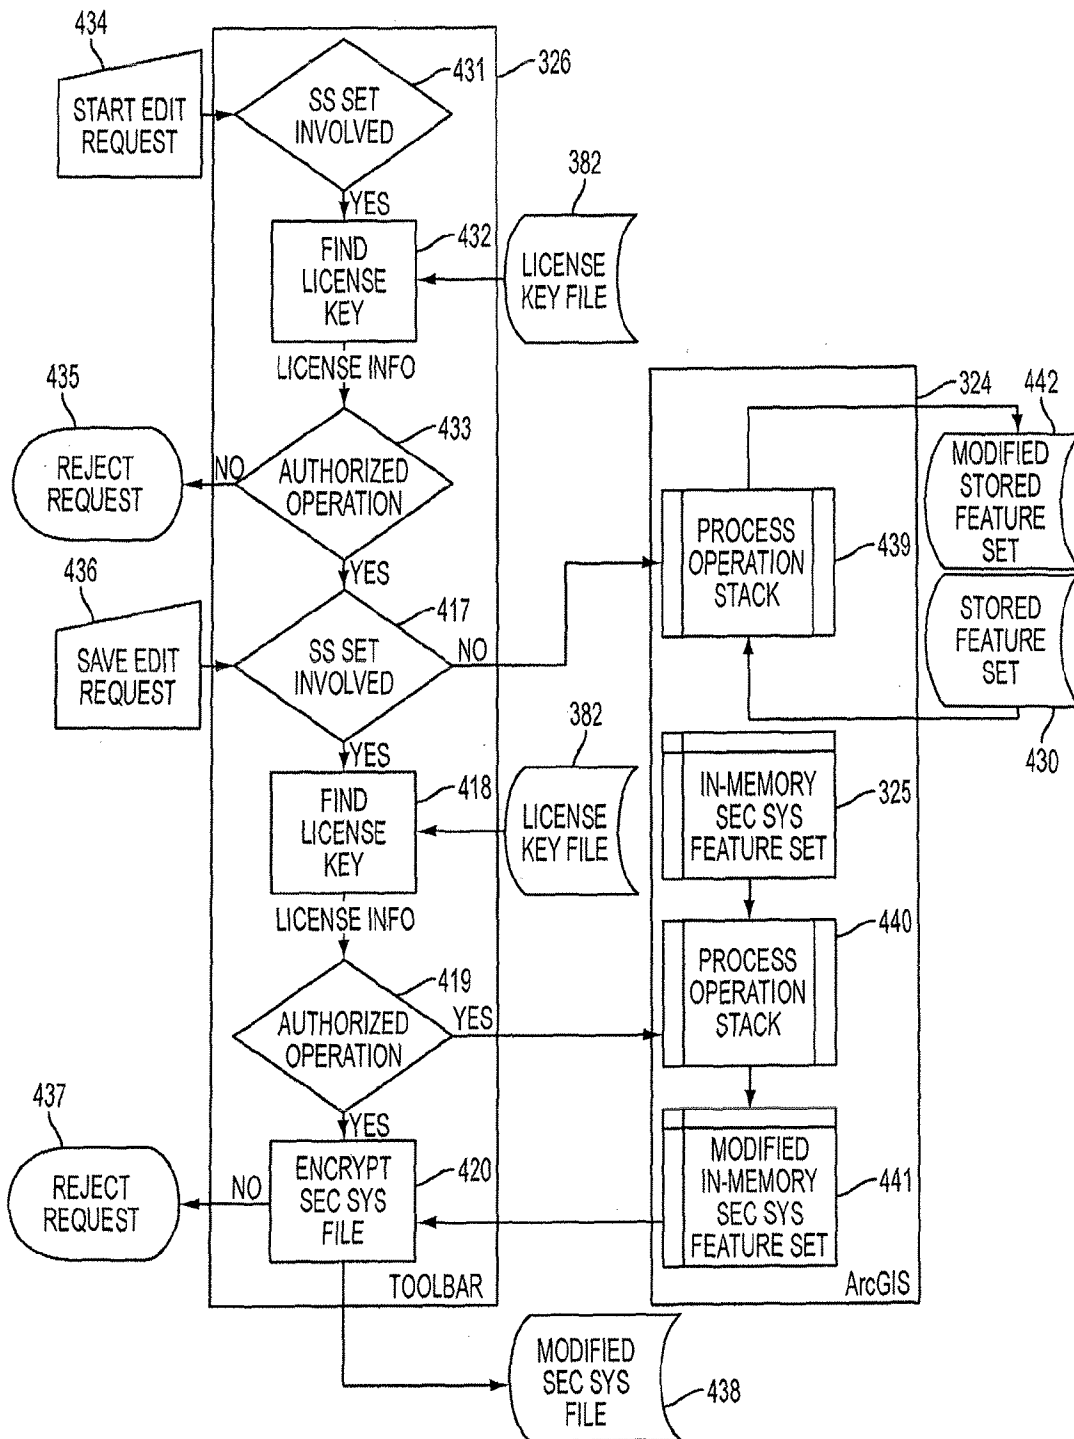 434
START EDIT
REQUEST
431
SS SET
INVOLVED
326
YES
382
FIND
LICENSE
KEY
432
LICENSE
KEY FILE
LICENSE INFO
435
REJECT
REQUEST
NO
433
AUTHORIZED
OPERATION
YES
324
442
MODIFIED
STORED
FEATURE
SET
PROCESS
OPERATION
STACK
439
436
SAVE EDIT
REQUEST
417
SS SET
INVOLVED
NO
STORED
FEATURE
SET
430
YES
382
FIND
LICENSE
KEY
418
LICENSE
KEY FILE
IN-MEMORY
SEC SYS
FEATURE SET
325
LICENSE INFO
419
AUTHORIZED
OPERATION
YES
PROCESS
OPERATION
STACK
440
437
REJECT
REQUEST
NO
YES
ENCRYPT
SEC SYS
FILE
420
MODIFIED
IN-MEMORY
SEC SYS
FEATURE SET
441
TOOLBAR
ArcGIS
MODIFIED
SEC SYS
FILE
438